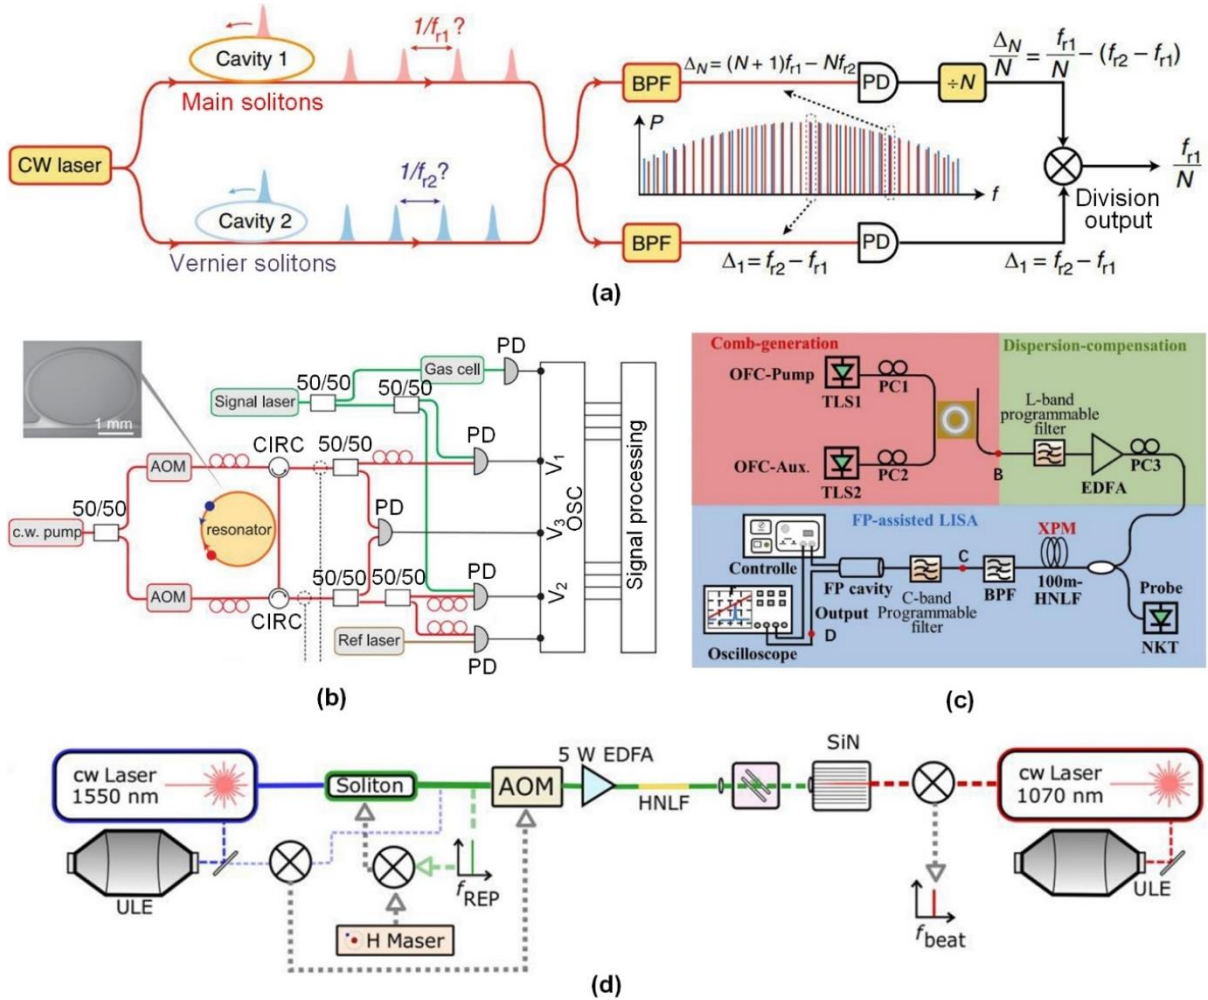 1/f_r1?
Cavity 1
Main solitons
CW laser
1/f_r2?
Cavity 2
Vernier solitons
BPF
Δ_N = (N + 1)f_r1 − Nf_r2
PD
÷N
Δ_N/N = f_r1/N − (f_r2 − f_r1)
P
f
f_r1/N
Division
output
BPF
Δ_1 = f_r2 − f_r1
PD
Δ_1 = f_r2 − f_r1
(a)
1 mm
Signal laser
50/50
50/50
Gas cell
PD
AOM
CIRC
50/50
PD
V_1
c.w. pump
50/50
resonator
PD
V_3
OSC
Signal processing
AOM
CIRC
50/50
50/50
PD
V_2
Ref laser
PD
(b)
Comb-generation
Dispersion-compensation
OFC-Pump
TLS1
PC1
L-band
programmable
filter
OFC-Aux.
TLS2
PC2
B
EDFA
PC3
FP-assisted LISA
XPM
Controlle
FP cavity
C
BPF
100m-
HNLF
Probe
Output
C-band
Programmable
filter
D
Oscilloscope
NKT
(c)
cw Laser
1550 nm
Soliton
AOM
5 W EDFA
HNLF
SiN
cw Laser
1070 nm
ULE
f_REP
H Maser
f_beat
ULE
(d)